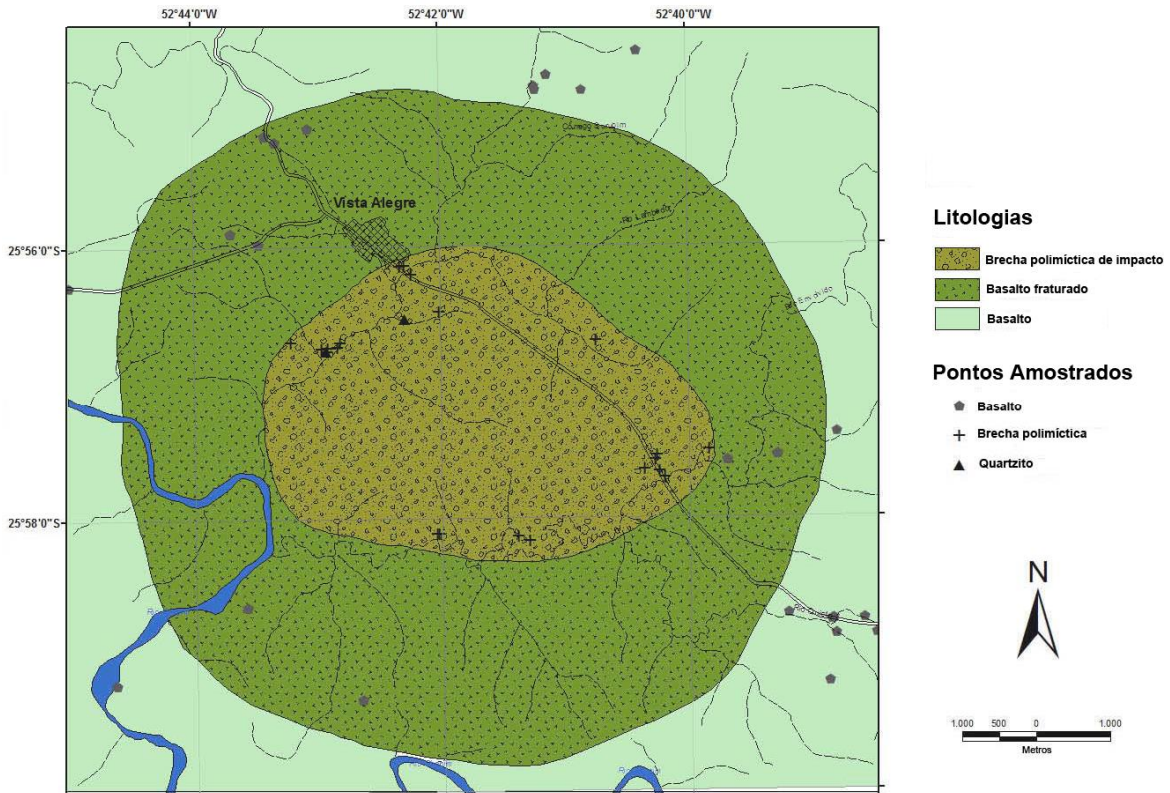 52°44'0"W
52°42'0"W
52°40'0"W
Vista Alegre
25°56'0"S
25°58'0"S
Litologias
Brecha polimíctica de impacto
Basalto fraturado
Basalto
Pontos Amostrados
Basalto
Brecha polimíctica
Quartzito
N
1.000 500 0 1.000
Metros